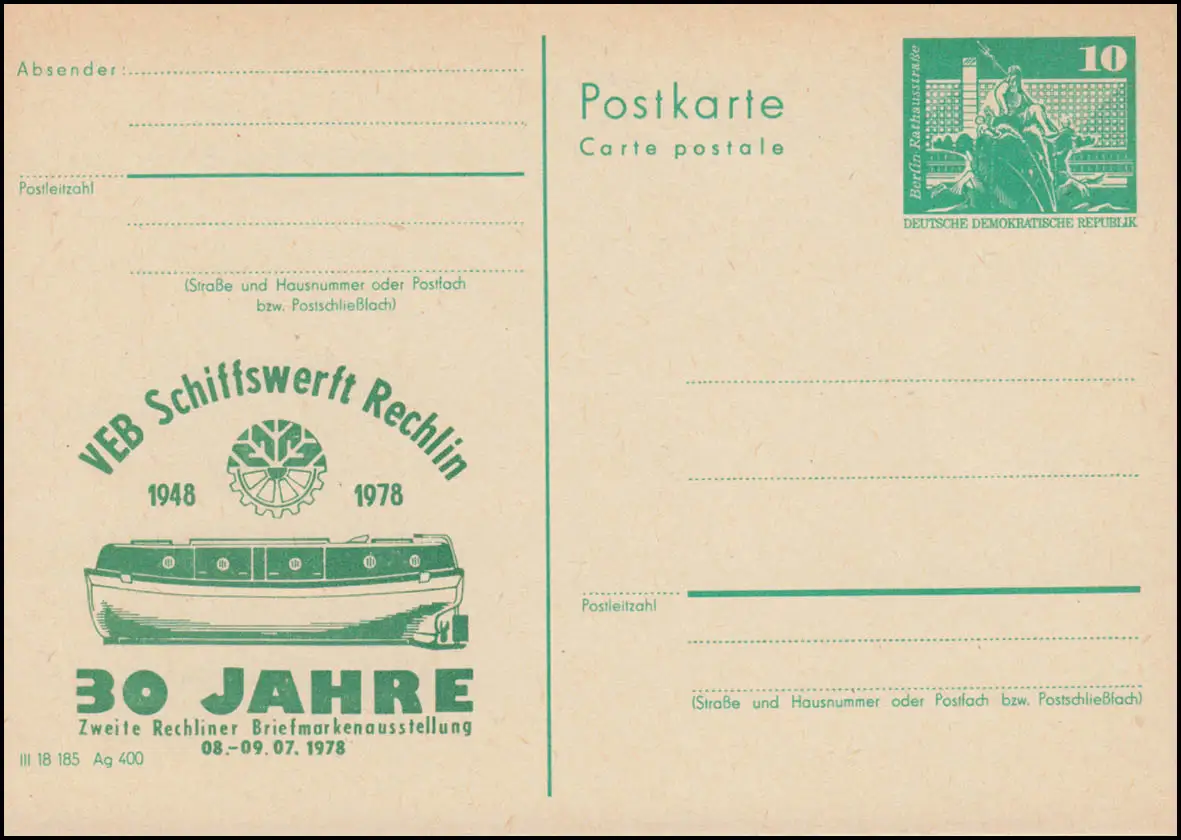 Absender:
Postleitzahl
(Straße und Hausnummer oder Postfach
bzw. Postschließfach)
VEB Schiffswerft Rechlin
1948 1978
30 JAHRE
Zweite Rechliner Briefmarkenausstellung
08.-09.07.1978
III 18 185 Ag 400
Postkarte
Carte postale
10
Berlin-Rathausstraße
DEUTSCHE DEMOKRATISCHE REPUBLIK
Postleitzahl
(Straße und Hausnummer oder Postfach bzw. Postschließfach)